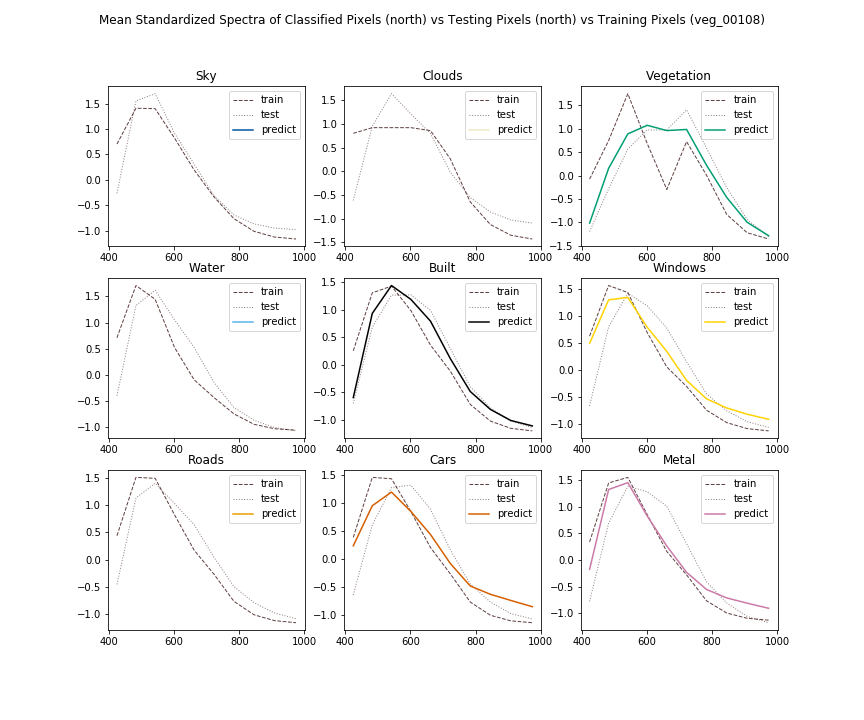 Mean Standardized Spectra of Classified Pixels (north) vs Testing Pixels (north) vs Training Pixels (veg_00108)
Sky
train
test
predict
1.5
1.0
0.5
0.0
−0.5
−1.0
400
600
800
1000
Clouds
train
test
predict
1.5
1.0
0.5
0.0
−0.5
−1.0
−1.5
400
600
800
1000
Vegetation
train
test
predict
1.5
1.0
0.5
0.0
−0.5
−1.0
−1.5
400
600
800
1000
Water
train
test
predict
1.5
1.0
0.5
0.0
−0.5
−1.0
400
600
800
1000
Built
train
test
predict
1.5
1.0
0.5
0.0
−0.5
−1.0
400
600
800
1000
Windows
train
test
predict
1.5
1.0
0.5
0.0
−0.5
−1.0
400
600
800
1000
Roads
train
test
predict
1.5
1.0
0.5
0.0
−0.5
−1.0
400
600
800
1000
Cars
train
test
predict
1.5
1.0
0.5
0.0
−0.5
−1.0
400
600
800
1000
Metal
train
test
predict
1.5
1.0
0.5
0.0
−0.5
−1.0
400
600
800
1000